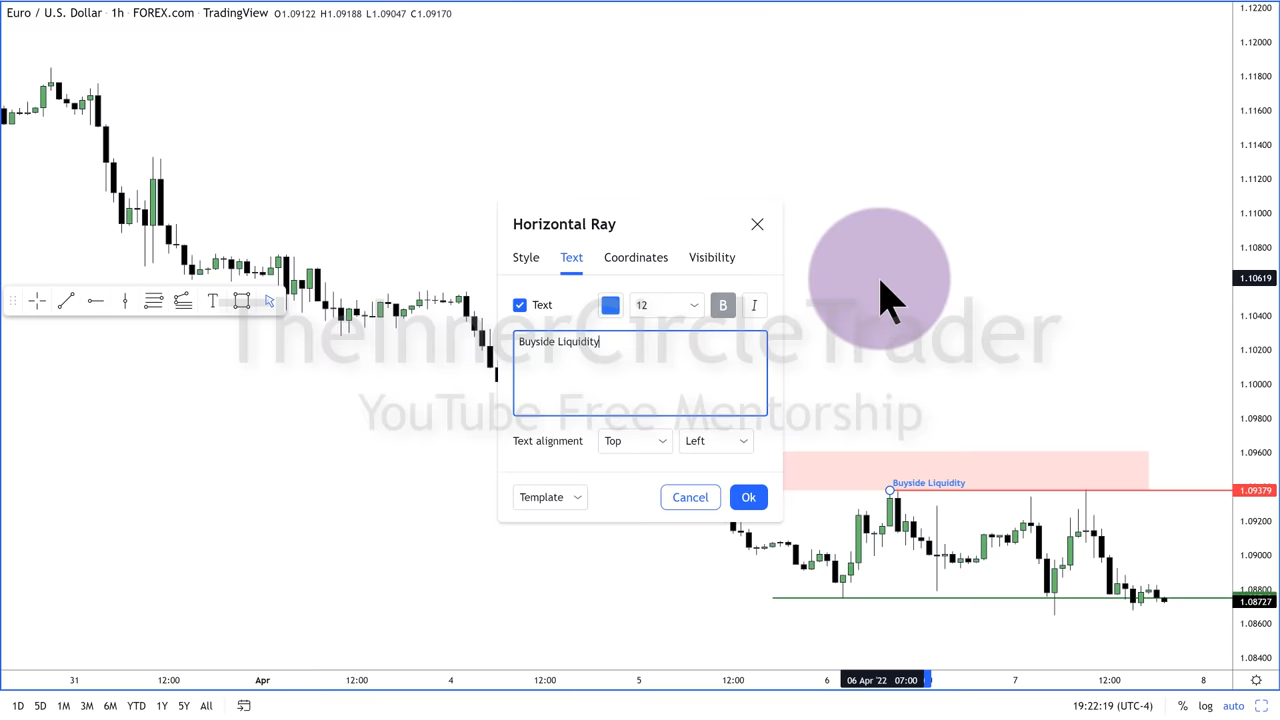 Euro / U.S. Dollar · 1h · FOREX.com · TradingView O1.09122 H1.09188 L1.09047 C1.09170
1.12200
1.12000
1.11800
1.11600
1.11400
1.11200
1.11000
1.10800
1.10619
1.10400
1.10200
1.10000
1.09800
1.09600
1.09379
1.09200
1.09000
1.08800
1.08727
1.08600
1.08400
Horizontal Ray
Style Text Coordinates Visibility
Text 12 B I
Buyside Liquidity
Text alignment Top Left
Template Cancel Ok
TheInnerCircleTrader
YouTube Free Mentorship
Buyside Liquidity
31 12:00 Apr 12:00 4 12:00 5 12:00 6 06 Apr '22 07:00 7 12:00 8
1D 5D 1M 3M 6M YTD 1Y 5Y All 19:22:19 (UTC-4) % log auto